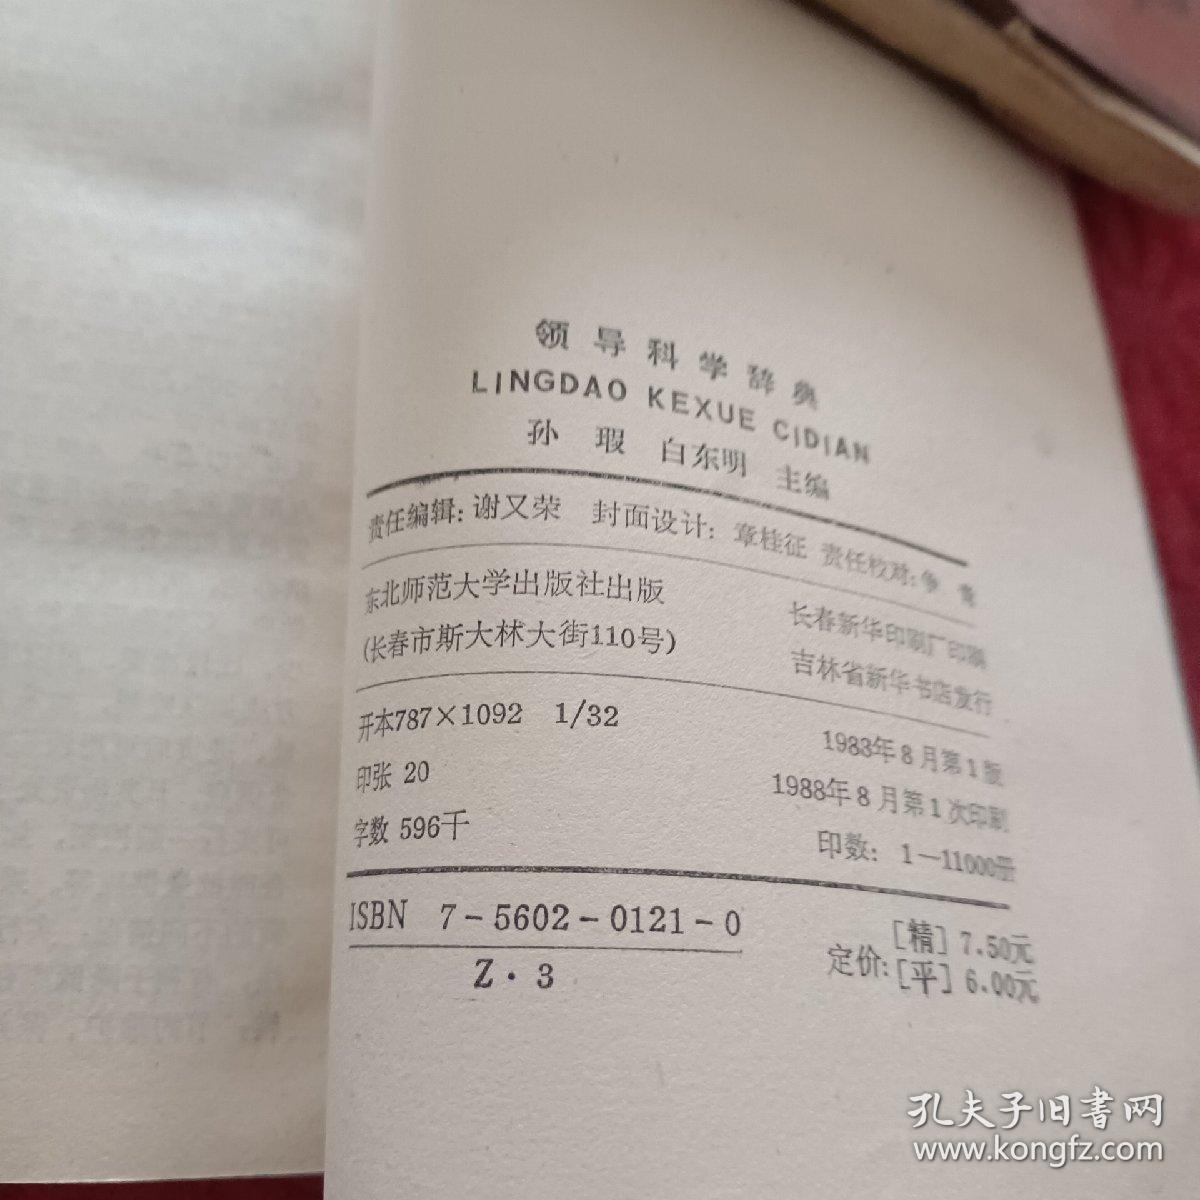 领导科学辞典
LINGDAO KEXUE CIDIAN
孙 瑕 白东明 主编
责任编辑:谢又荣 封面设计:章桂征 责任校对:
东北师范大学出版社出版 长春新华印刷厂印刷
(长春市斯大林大街110号) 吉林省新华书店发行
开本787×1092 1/32 1983年8月第1版
印张 20 1988年8月第1次印刷
字数 596千 印数:1—11000册
ISBN 7-5602-0121-0
Z·3
定价:[精]7.50元
[平]6.00元
孔夫子旧书网
www.kongfz.com